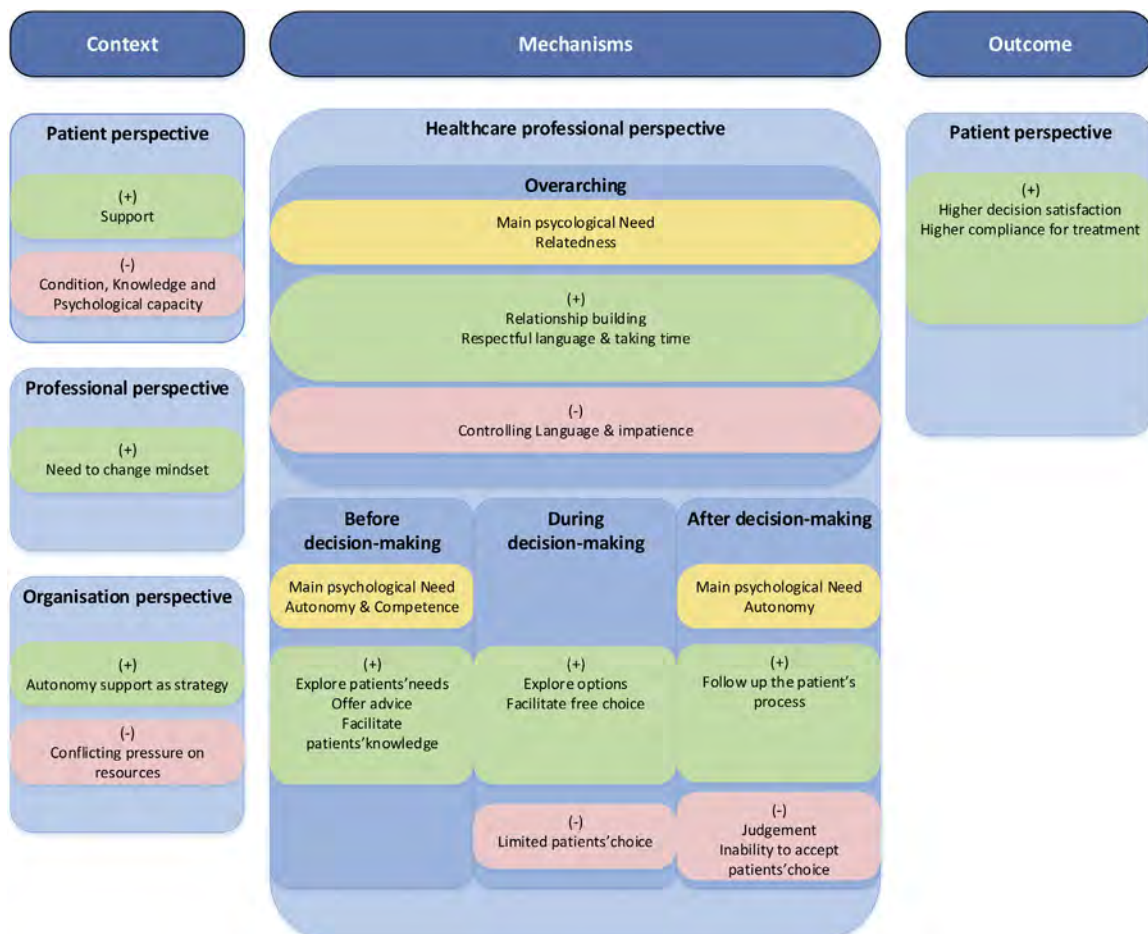 Context
Mechanisms
Outcome
Patient perspective
(+)
Support
(-)
Condition, Knowledge and
Psychological capacity
Professional perspective
(+)
Need to change mindset
Organisation perspective
(+)
Autonomy support as strategy
(-)
Conflicting pressure on
resources
Healthcare professional perspective
Overarching
Main psycological Need
Relatedness
(+)
Relationship building
Respectful language & taking time
(-)
Controlling Language & impatience
Before
decision-making
Main psychological Need
Autonomy & Competence
(+)
Explore patients'needs
Offer advice
Facilitate
patients'knowledge
During
decision-making
(+)
Explore options
Facilitate free choice
(-)
Limited patients'choice
After decision-making
Main psychological Need
Autonomy
(+)
Follow up the patient's
process
(-)
Judgement
Inability to accept
patients'choice
Patient perspective
(+)
Higher decision satisfaction
Higher compliance for treatment